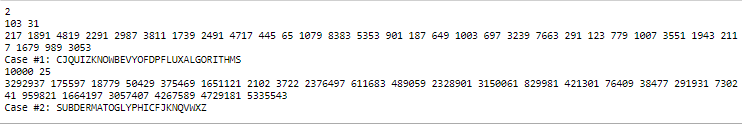 2
103 31
217 1891 4819 2291 2987 3811 1739 2491 4717 445 65 1079 8383 5353 901 187 649 1003 697 3239 7663 291 123 779 1007 3551 1943 211
7 1679 989 3053
Case #1: CJQUIZKNOWBEVYOFDPFLUXALGORITHMS
10000 25
3292937 175597 18779 50429 375469 1651121 2102 3722 2376497 611683 489059 2328901 3150061 829981 421301 76409 38477 291931 7302
41 959821 1664197 3057407 4267589 4729181 5335543
Case #2: SUBDERMATOGLYPHICFJKNQVWXZ